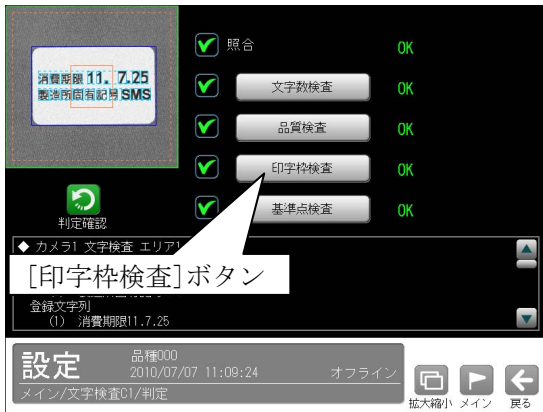 消費期限 11. 7.25
製造所固有記号 SMS
照合 OK
文字数検査 OK
品質検査 OK
印字枠検査 OK
基準点検査 OK
判定確認
◆ カメラ1 文字検査 エリア1
[印字枠検査]ボタン
登録文字列
(1) 消費期限11.7.25
設定
品種000
2010/07/07 11:09:24 オフライン
メイン/文字検査C1/判定
拡大縮小 メイン 戻る